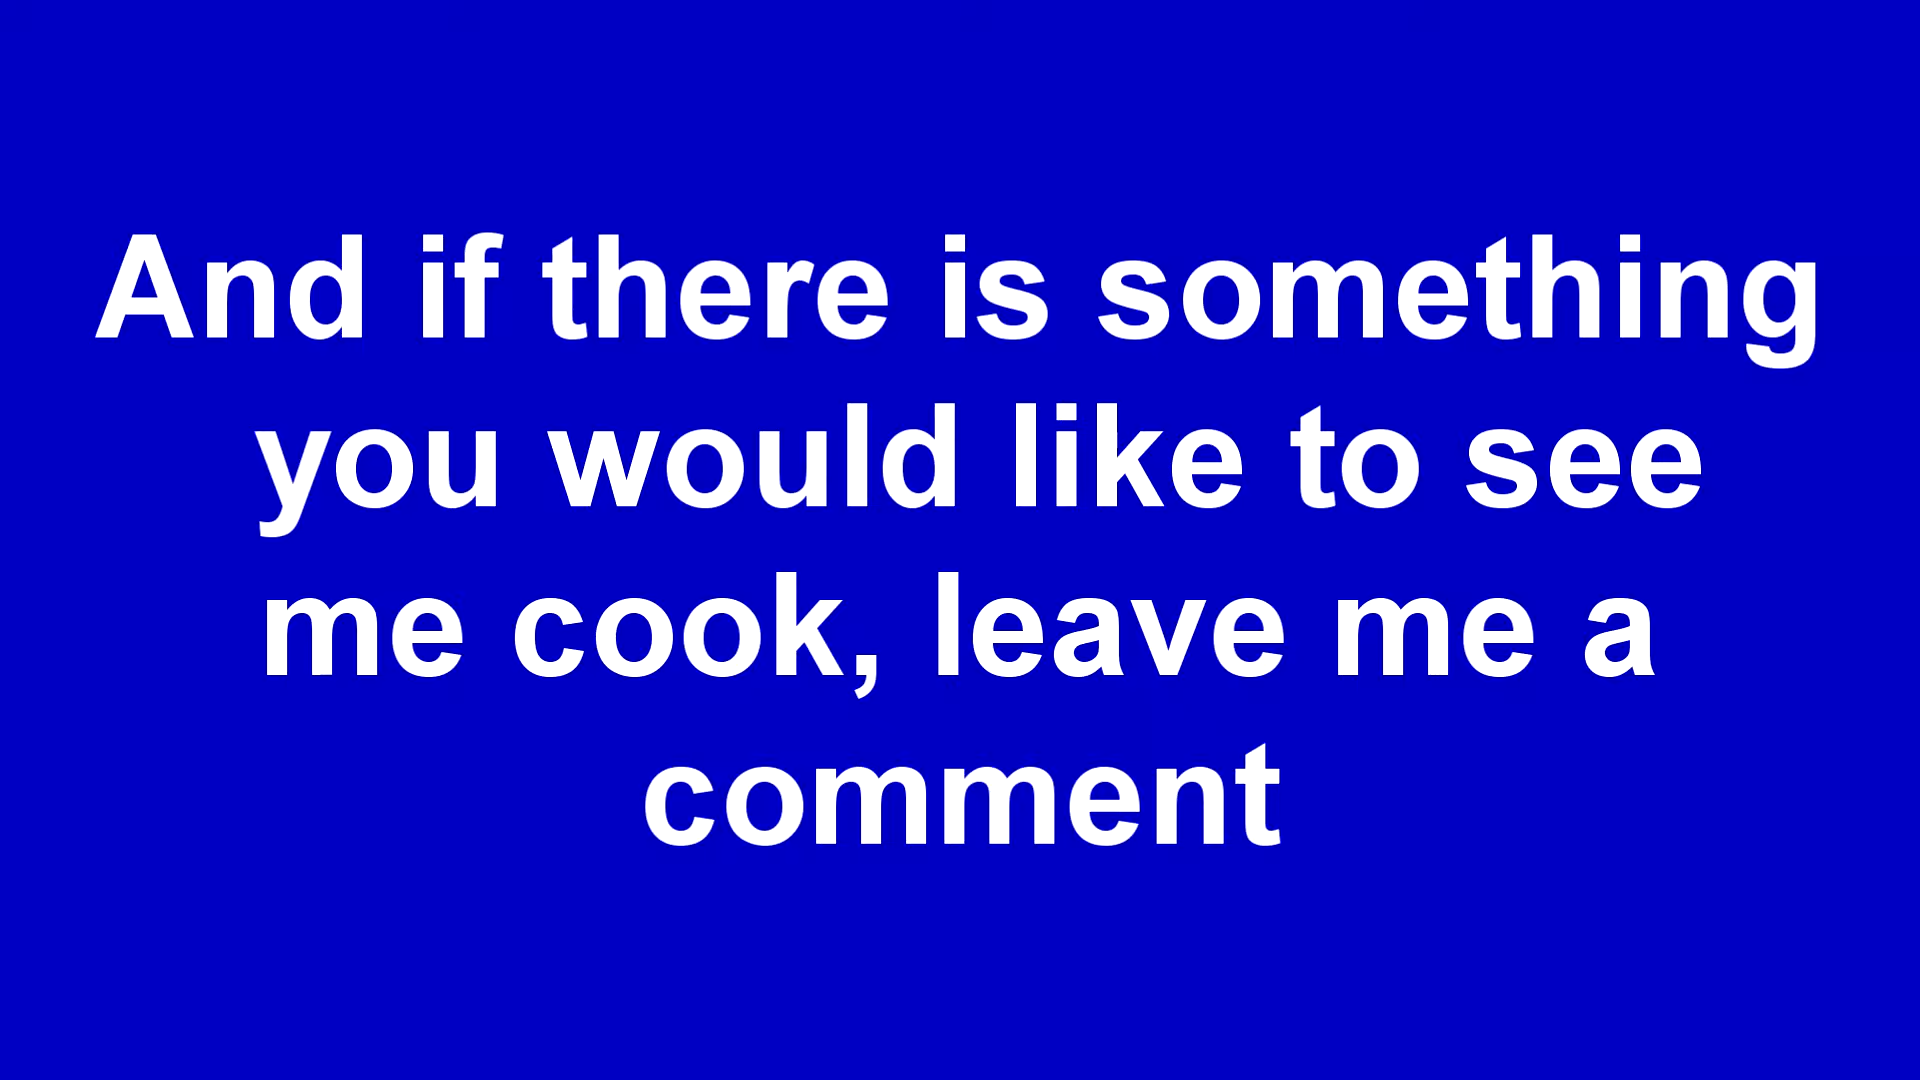 And if there is something
you would like to see
me cook, leave me a
comment